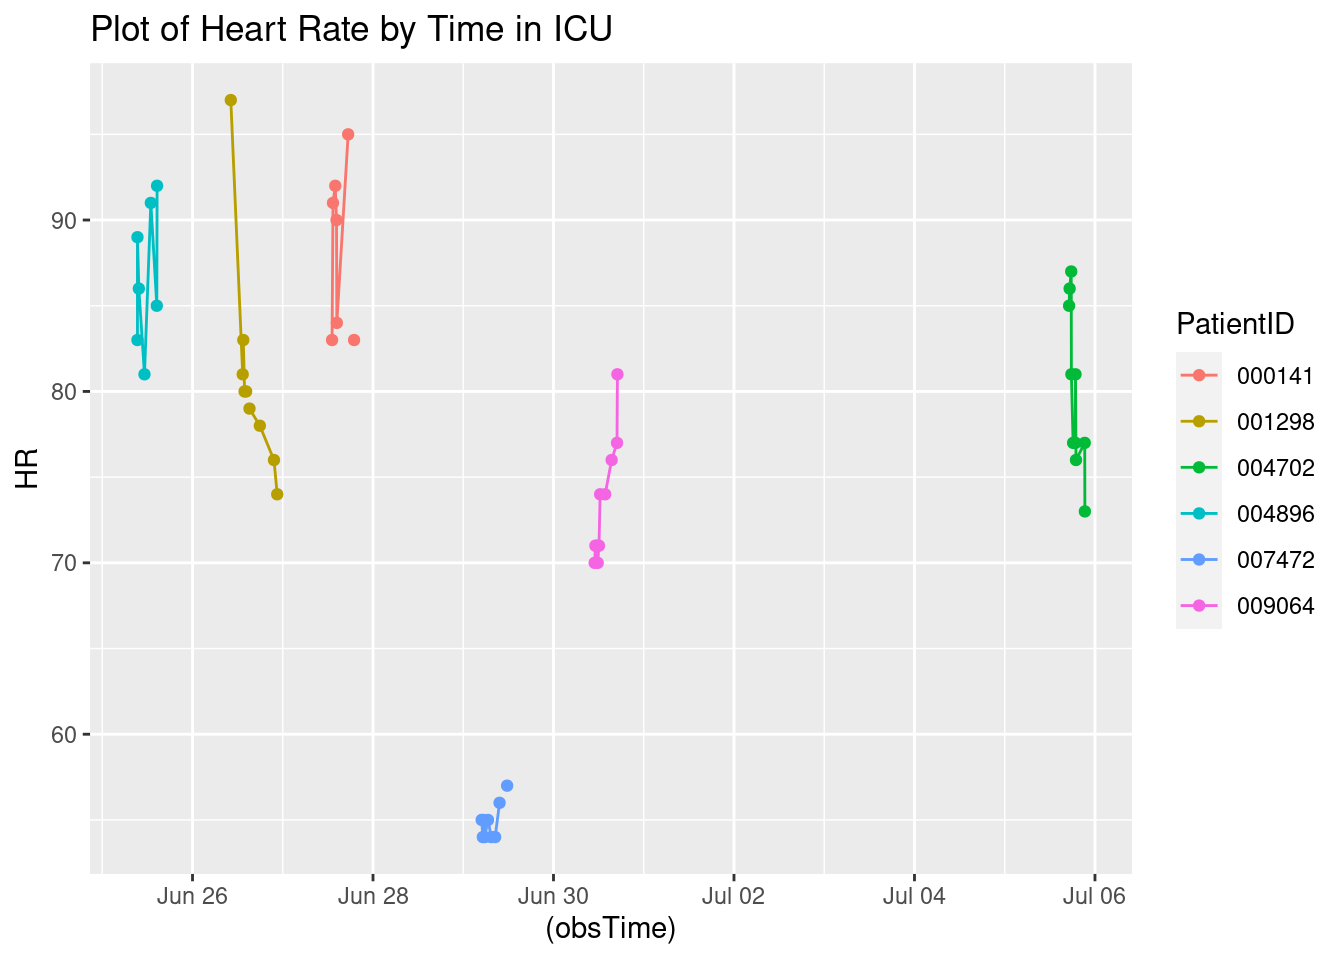 Plot of Heart Rate by Time in ICU
HR
90
80
70
60
Jun 26 Jun 28 Jun 30 Jul 02 Jul 04 Jul 06
(obsTime)
PatientID
000141
001298
004702
004896
007472
009064